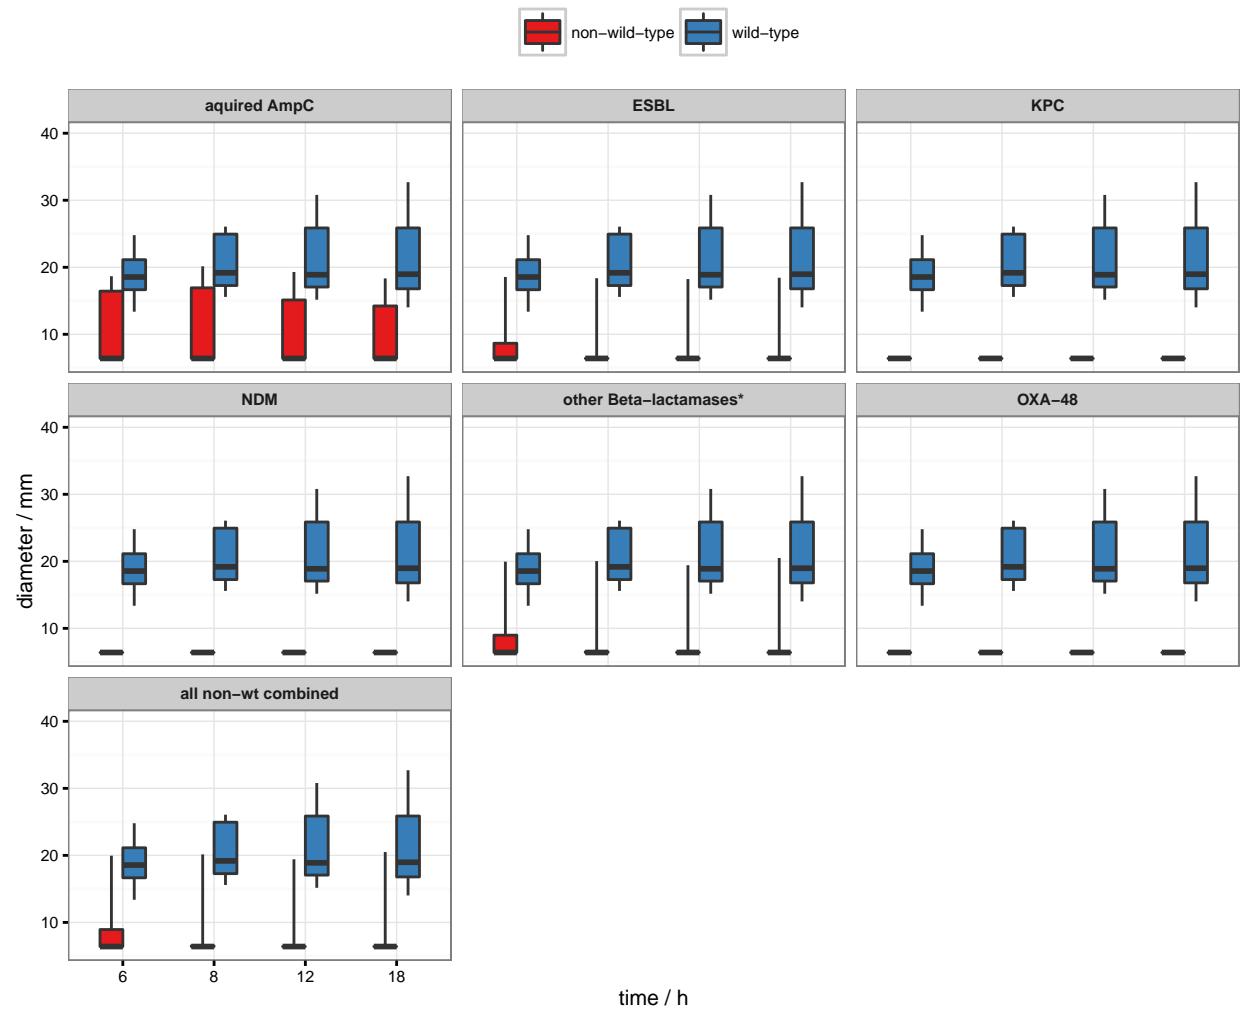 non−wild−type wild−type
aquired AmpC ESBL KPC
40
30
20
10
NDM other Beta−lactamases* OXA−48
40
30
20
10
diameter / mm
all non−wt combined
40
30
20
10
6 8 12 18
time / h